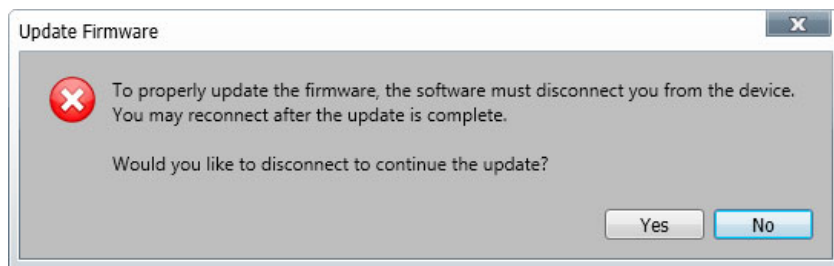 Update Firmware
To properly update the firmware, the software must disconnect you from the device.
You may reconnect after the update is complete.
Would you like to disconnect to continue the update?
Yes No